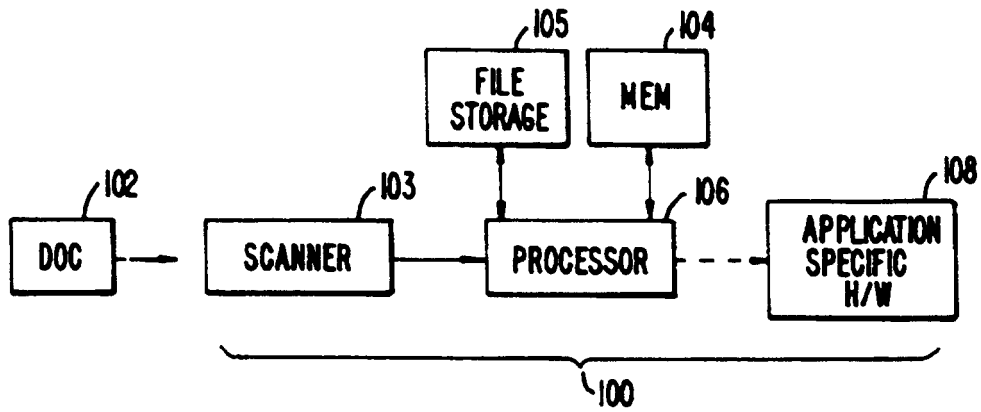 105
104
FILE
STORAGE
MEM
102
103
106
108
DOC
SCANNER
PROCESSOR
APPLICATION
SPECIFIC
H/W
100